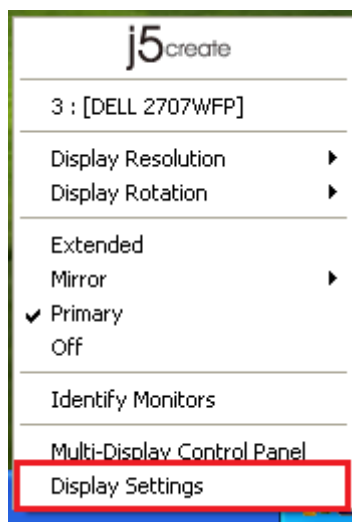 j5create
3 : [DELL 2707WFP]
Display Resolution
Display Rotation
Extended
Mirror
Primary
Off
Identify Monitors
Multi-Display Control Panel
Display Settings